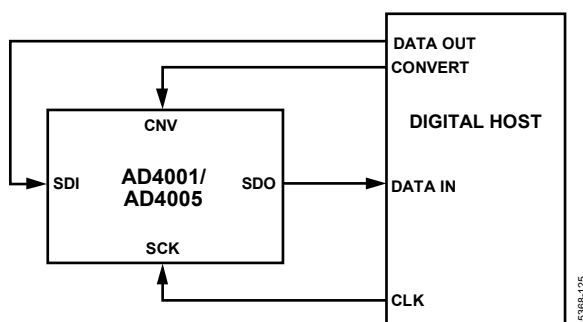 DATA OUT
CONVERT
CNV
DIGITAL HOST
SDI
AD4001/
AD4005
SDO
DATA IN
SCK
CLK